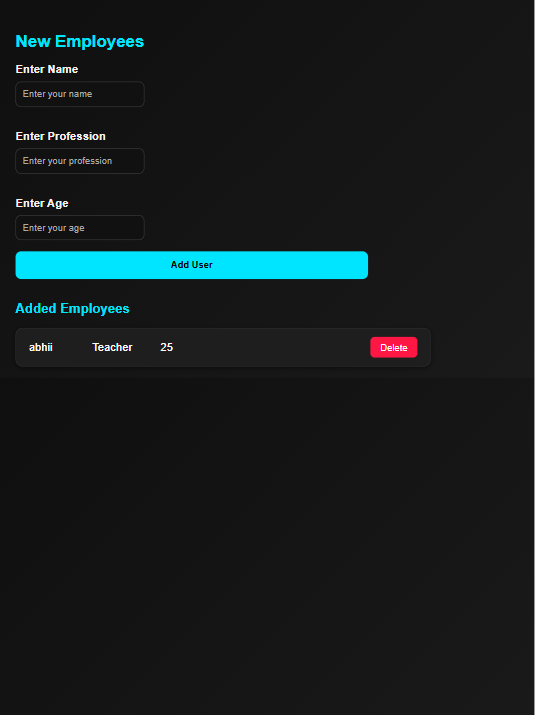 New Employees
Enter Name
Enter your name
Enter Profession
Enter your profession
Enter Age
Enter your age
Add User
Added Employees
abhii Teacher 25 Delete